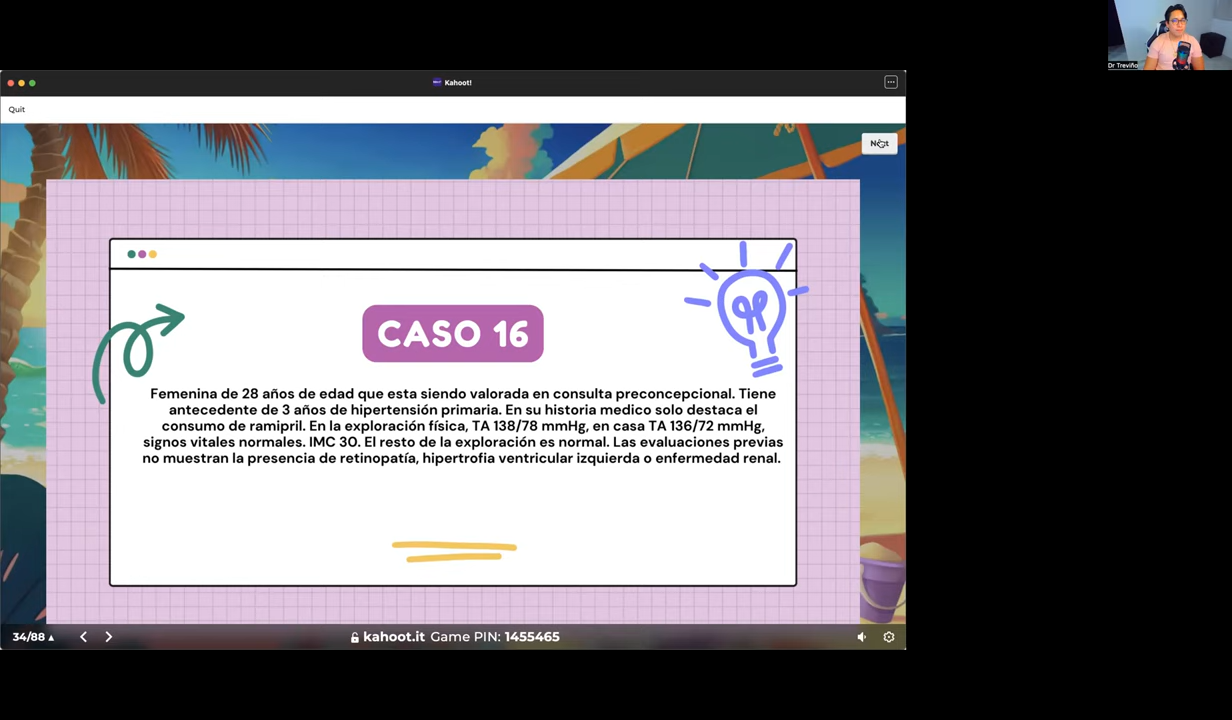 Dr Treviño
Kahoot!
Quit
Next
CASO 16
Femenina de 28 años de edad que esta siendo valorada en consulta preconcepcional. Tiene
antecedente de 3 años de hipertensión primaria. En su historia medico solo destaca el
consumo de ramipril. En la exploración física, TA 138/78 mmHg, en casa TA 136/72 mmHg,
signos vitales normales. IMC 30. El resto de la exploración es normal. Las evaluaciones previas
no muestran la presencia de retinopatía, hipertrofia ventricular izquierda o enfermedad renal.
34/88
kahoot.it Game PIN: 1455465